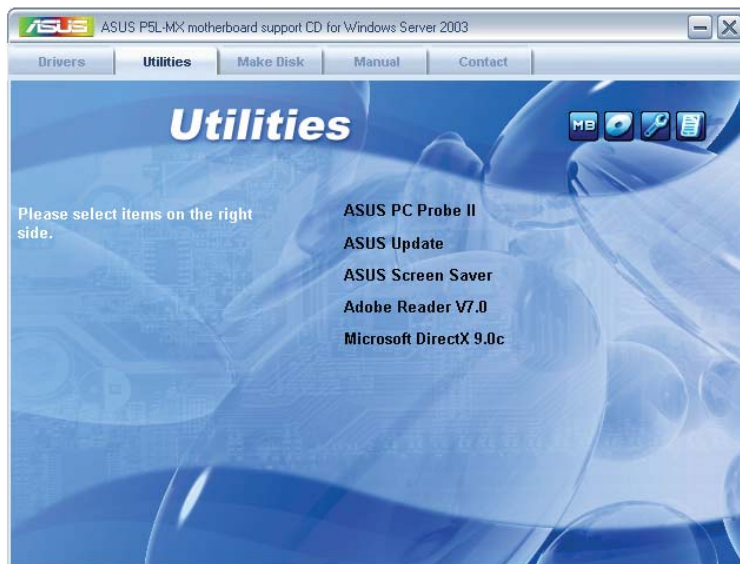 ASUS ASUS P5L-MX motherboard support CD for Windows Server 2003
Drivers Utilities Make Disk Manual Contact
Utilities
MB
Please select items on the right
side.
ASUS PC Probe II
ASUS Update
ASUS Screen Saver
Adobe Reader V7.0
Microsoft DirectX 9.0c